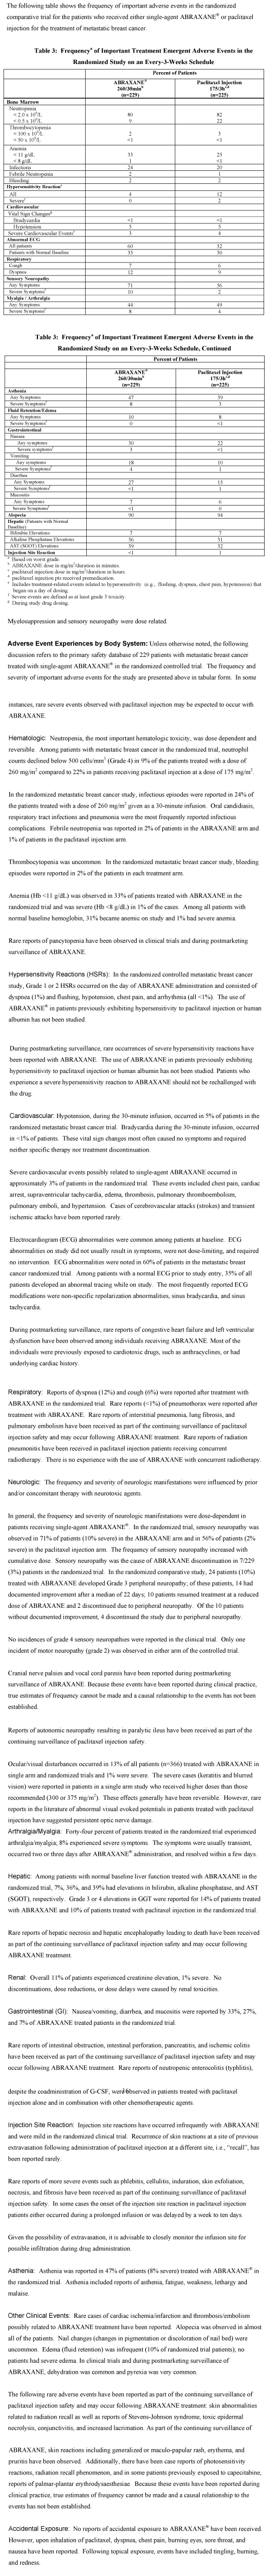 The following table shows the frequency of important adverse events in the randomized
comparative trial for the patients who received either single-agent ABRAXANE® or paclitaxel
injection for the treatment of metastatic breast cancer.
Table 3: Frequencyᵃ of Important Treatment Emergent Adverse Events in the
Randomized Study on an Every-3-Weeks Schedule
Percent of Patients
ABRAXANE® Paclitaxel Injection
260/30min 175/3h
(n=229) (n=225)
Bone Marrow
Neutropenia
< 2.0 x 10⁹/L 80 82
< 0.5 x 10⁹/L 9 22
Thrombocytopenia
< 100 x 10⁹/L 2 3
< 50 x 10⁹/L <1 <1
Anemia
< 11 g/dL 33 25
< 8 g/dL 1 <1
Infections 24 20
Febrile Neutropenia 2 1
Bleeding 2 2
Hypersensitivity Reactionᵉ
All 4 12
Severeᶠ 0 2
Cardiovascular
Vital Sign Changesᵍ
Bradycardia <1 <1
Hypotension 5 5
Severe Cardiovascular Eventsᶠ 3 4
Abnormal ECG
All patients 60 52
Patients with Normal Baseline 35 30
Respiratory
Cough 7 6
Dyspnea 12 9
Sensory Neuropathy
Any Symptoms 71 56
Severe Symptomsᶠ 10 2
Myalgia / Arthralgia
Any Symptoms 44 49
Severe Symptomsᶠ 8 4
Table 3: Frequencyᵃ of Important Treatment Emergent Adverse Events in the
Randomized Study on an Every-3-Weeks Schedule, Continued
Percent of Patients
ABRAXANE® Paclitaxel Injection
260/30min 175/3h
(n=229) (n=225)
Asthenia
Any Symptoms 47 39
Severe Symptomsᶠ 8 3
Fluid Retention/Edema
Any Symptoms 10 8
Severe Symptomsᶠ 0 <1
Gastrointestinal
Nausea
Any symptoms 30 22
Severe symptomsᶠ 3 <1
Vomiting
Any symptoms 18 10
Severe Symptomsᶠ 4 1
Diarrhea
Any Symptoms 27 15
Severe Symptomsᶠ <1 1
Mucositis
Any Symptoms 7 6
Severe Symptomsᶠ <1 0
Alopecia 90 94
Hepatic (Patients with Normal
Baseline)
Bilirubin Elevations 7 7
Alkaline Phosphatase Elevations 36 31
AST (SGOT) Elevations 39 32
Injection Site Reaction <1 1
ᵃ Based on worst grade.
ᵇ ABRAXANE dose in mg/m²/duration in minutes.
ᶜ paclitaxel injection dose in mg/m²/duration in hours.
ᵈ paclitaxel injection pts received premedication.
ᵉ Includes treatment-related events related to hypersensitivity (e.g., flushing, dyspnea, chest pain, hypotension) that
began on a day of dosing.
ᶠ Severe events are defined as at least grade 3 toxicity.
ᵍ During study drug dosing.
Myelosuppression and sensory neuropathy were dose related.
Adverse Event Experiences by Body System: Unless otherwise noted, the following
discussion refers to the primary safety database of 229 patients with metastatic breast cancer
treated with single-agent ABRAXANE® in the randomized controlled trial. The frequency and
severity of important adverse events for the study are presented above in tabular form. In some
instances, rare severe events observed with paclitaxel injection may be expected to occur with
ABRAXANE.
Hematologic: Neutropenia, the most important hematologic toxicity, was dose dependent and
reversible. Among patients with metastatic breast cancer in the randomized trial, neutrophil
counts declined below 500 cells/mm³ (Grade 4) in 9% of the patients treated with a dose of
260 mg/m² compared to 22% in patients receiving paclitaxel injection at a dose of 175 mg/m².
In the randomized metastatic breast cancer study, infectious episodes were reported in 24% of
the patients treated with a dose of 260 mg/m² given as a 30-minute infusion. Oral candidiasis,
respiratory tract infections and pneumonia were the most frequently reported infectious
complications. Febrile neutropenia was reported in 2% of patients in the ABRAXANE arm and
1% of patients in the paclitaxel injection arm.
Thrombocytopenia was uncommon. In the randomized metastatic breast cancer study, bleeding
episodes were reported in 2% of the patients in each treatment arm.
Anemia (Hb <11 g/dL) was observed in 33% of patients treated with ABRAXANE in the
randomized trial and was severe (Hb <8 g/dL) in 1% of the cases. Among all patients with
normal baseline hemoglobin, 31% became anemic on study and 1% had severe anemia.
Rare reports of pancytopenia have been observed in clinical trials and during postmarketing
surveillance of ABRAXANE.
Hypersensitivity Reactions (HSRs): In the randomized controlled metastatic breast cancer
study, Grade 1 or 2 HSRs occurred on the day of ABRAXANE administration and consisted of
dyspnea (1%) and flushing, hypotension, chest pain, and arrhythmia (all <1%). The use of
ABRAXANE® in patients previously exhibiting hypersensitivity to paclitaxel injection or human
albumin has not been studied.
During postmarketing surveillance, rare occurrences of severe hypersensitivity reactions have
been reported with ABRAXANE. The use of ABRAXANE in patients previously exhibiting
hypersensitivity to paclitaxel injection or human albumin has not been studied. Patients who
experience a severe hypersensitivity reaction to ABRAXANE should not be rechallenged with
the drug.
Cardiovascular: Hypotension, during the 30-minute infusion, occurred in 5% of patients in the
randomized metastatic breast cancer trial. Bradycardia during the 30-minute infusion, occurred
in <1% of patients. These vital sign changes most often caused no symptoms and required
neither specific therapy nor treatment discontinuation.
Severe cardiovascular events possibly related to single-agent ABRAXANE occurred in
approximately 3% of patients in the randomized trial. These events included chest pain, cardiac
arrest, supraventricular tachycardia, edema, thrombosis, pulmonary thromboembolism,
pulmonary emboli, and hypertension. Cases of cerebrovascular attacks (strokes) and transient
ischemic attacks have been reported rarely.
Electrocardiogram (ECG) abnormalities were common among patients at baseline. ECG
abnormalities on study did not usually result in symptoms, were not dose-limiting, and required
no intervention. ECG abnormalities were noted in 60% of patients in the metastatic breast
cancer randomized trial. Among patients with a normal ECG prior to study entry, 35% of all
patients developed an abnormal tracing while on study. The most frequently reported ECG
modifications were non-specific repolarization abnormalities, sinus bradycardia, and sinus
tachycardia.
During postmarketing surveillance, rare reports of congestive heart failure and left ventricular
dysfunction have been observed among individuals receiving ABRAXANE. Most of the
individuals were previously exposed to cardiotoxic drugs, such as anthracyclines, or had
underlying cardiac history.
Respiratory: Reports of dyspnea (12%) and cough (6%) were reported after treatment with
ABRAXANE in the randomized trial. Rare reports (<1%) of pneumothorax were reported after
treatment with ABRAXANE. Rare reports of interstitial pneumonia, lung fibrosis, and
pulmonary embolism have been received as part of the continuing surveillance of paclitaxel
injection safety and may occur following ABRAXANE treatment. Rare reports of radiation
pneumonitis have been received in paclitaxel injection patients receiving concurrent
radiotherapy. There is no experience with the use of ABRAXANE with concurrent radiotherapy.
Neurologic: The frequency and severity of neurologic manifestations were influenced by prior
and/or concomitant therapy with neurotoxic agents.
In general, the frequency and severity of neurologic manifestations were dose-dependent in
patients receiving single-agent ABRAXANE®. In the randomized trial, sensory neuropathy was
observed in 71% of patients (10% severe) in the ABRAXANE arm and in 56% of patients (2%
severe) in the paclitaxel injection arm. The frequency of sensory neuropathy increased with
cumulative dose. Sensory neuropathy was the cause of ABRAXANE discontinuation in 7/229
(3%) patients in the randomized trial. In the randomized comparative study, 24 patients (10%)
treated with ABRAXANE developed Grade 3 peripheral neuropathy; of these patients, 14 had
documented improvement after a median of 22 days; 10 patients resumed treatment at a reduced
dose of ABRAXANE and 2 discontinued due to peripheral neuropathy. Of the 10 patients
without documented improvement, 4 discontinued the study due to peripheral neuropathy.
No incidences of grade 4 sensory neuropathies were reported in the clinical trial. Only one
incident of motor neuropathy (grade 2) was observed in either arm of the controlled trial.
Cranial nerve palsies and vocal cord paresis have been reported during postmarketing
surveillance of ABRAXANE. Because these events have been reported during clinical practice,
true estimates of frequency cannot be made and a causal relationship to the events has not been
established.
Reports of autonomic neuropathy resulting in paralytic ileus have been received as part of the
continuing surveillance of paclitaxel injection safety.
Ocular/visual disturbances occurred in 13% of all patients (n=366) treated with ABRAXANE in
single arm and randomized trials and 1% were severe. The severe cases (keratitis and blurred
vision) were reported in patients in a single arm study who received higher doses than those
recommended (300 or 375 mg/m²). These effects generally have been reversible. However, rare
reports in the literature of abnormal visual evoked potentials in patients treated with paclitaxel
injection have suggested persistent optic nerve damage.
Arthralgia/Myalgia: Forty-four percent of patients treated in the randomized trial experienced
arthralgia/myalgia; 8% experienced severe symptoms. The symptoms were usually transient,
occurred two or three days after ABRAXANE® administration, and resolved within a few days.
Hepatic: Among patients with normal baseline liver function treated with ABRAXANE in the
randomized trial, 7%, 36%, and 39% had elevations in bilirubin, alkaline phosphatase, and AST
(SGOT), respectively. Grade 3 or 4 elevations in GGT were reported for 14% of patients treated
with ABRAXANE and 10% of patients treated with paclitaxel injection in the randomized trial.
Rare reports of hepatic necrosis and hepatic encephalopathy leading to death have been received
as part of the continuing surveillance of paclitaxel injection safety and may occur following
ABRAXANE treatment.
Renal: Overall 11% of patients experienced creatinine elevation, 1% severe. No
discontinuations, dose reductions, or dose delays were caused by renal toxicities.
Gastrointestinal (GI): Nausea/vomiting, diarrhea, and mucositis were reported by 33%, 27%,
and 7% of ABRAXANE treated patients in the randomized trial.
Rare reports of intestinal obstruction, intestinal perforation, pancreatitis, and ischemic colitis
have been received as part of the continuing surveillance of paclitaxel injection safety and may
occur following ABRAXANE treatment. Rare reports of neutropenic enterocolitis (typhlitis),
despite the coadministration of G-CSF, were observed in patients treated with paclitaxel
injection alone and in combination with other chemotherapeutic agents.
Injection Site Reaction: Injection site reactions have occurred infrequently with ABRAXANE
and were mild in the randomized clinical trial. Recurrence of skin reactions at a site of previous
extravasation following administration of paclitaxel injection at a different site, i.e., "recall", has
been reported rarely.
Rare reports of more severe events such as phlebitis, cellulitis, induration, skin exfoliation,
necrosis, and fibrosis have been received as part of the continuing surveillance of paclitaxel
injection safety. In some cases the onset of the injection site reaction in paclitaxel injection
patients either occurred during a prolonged infusion or was delayed by a week to ten days.
Given the possibility of extravasation, it is advisable to closely monitor the infusion site for
possible infiltration during drug administration.
Asthenia: Asthenia was reported in 47% of patients (8% severe) treated with ABRAXANE® in
the randomized trial. Asthenia included reports of asthenia, fatigue, weakness, lethargy and
malaise.
Other Clinical Events: Rare cases of cardiac ischemia/infarction and thrombosis/embolism
possibly related to ABRAXANE treatment have been reported. Alopecia was observed in almost
all of the patients. Nail changes (changes in pigmentation or discoloration of nail bed) were
uncommon. Edema (fluid retention) was infrequent (10% of randomized trial patients); no
patients had severe edema. In clinical trials and during postmarketing surveillance of
ABRAXANE, dehydration was common and pyrexia was very common.
The following rare adverse events have been reported as part of the continuing surveillance of
paclitaxel injection safety and may occur following ABRAXANE treatment: skin abnormalities
related to radiation recall as well as reports of Stevens-Johnson syndrome, toxic epidermal
necrolysis, conjunctivitis, and increased lacrimation. As part of the continuing surveillance of
ABRAXANE, skin reactions including generalized or maculo-papular rash, erythema, and
pruritis have been observed. Additionally, there have been case reports of photosensitivity
reactions, radiation recall phenomenon, and in some patients previously exposed to capecitabine,
reports of palmar-plantar erythrodysaesthesiae. Because these events have been reported during
clinical practice, true estimates of frequency cannot be made and a causal relationship to the
events has not been established.
Accidental Exposure: No reports of accidental exposure to ABRAXANE® have been received.
However, upon inhalation of paclitaxel, dyspnea, chest pain, burning eyes, sore throat, and
nausea have been reported. Following topical exposure, events have included tingling, burning,
and redness.